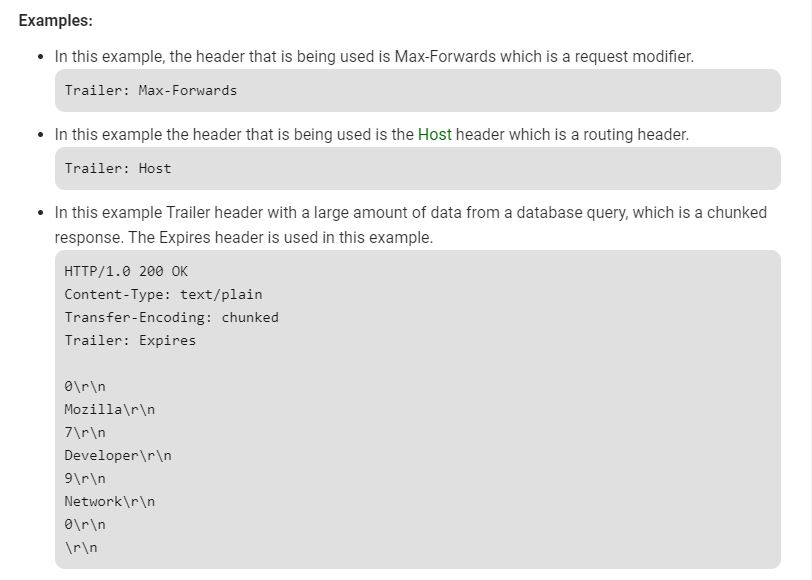 Examples:
In this example, the header that is being used is Max-Forwards which is a request modifier.
Trailer: Max-Forwards
In this example the header that is being used is the Host header which is a routing header.
Trailer: Host
In this example Trailer header with a large amount of data from a database query, which is a chunked
response. The Expires header is used in this example.
HTTP/1.0 200 OK
Content-Type: text/plain
Transfer-Encoding: chunked
Trailer: Expires
0\r\n
Mozilla\r\n
7\r\n
Developer\r\n
9\r\n
Network\r\n
0\r\n
\r\n